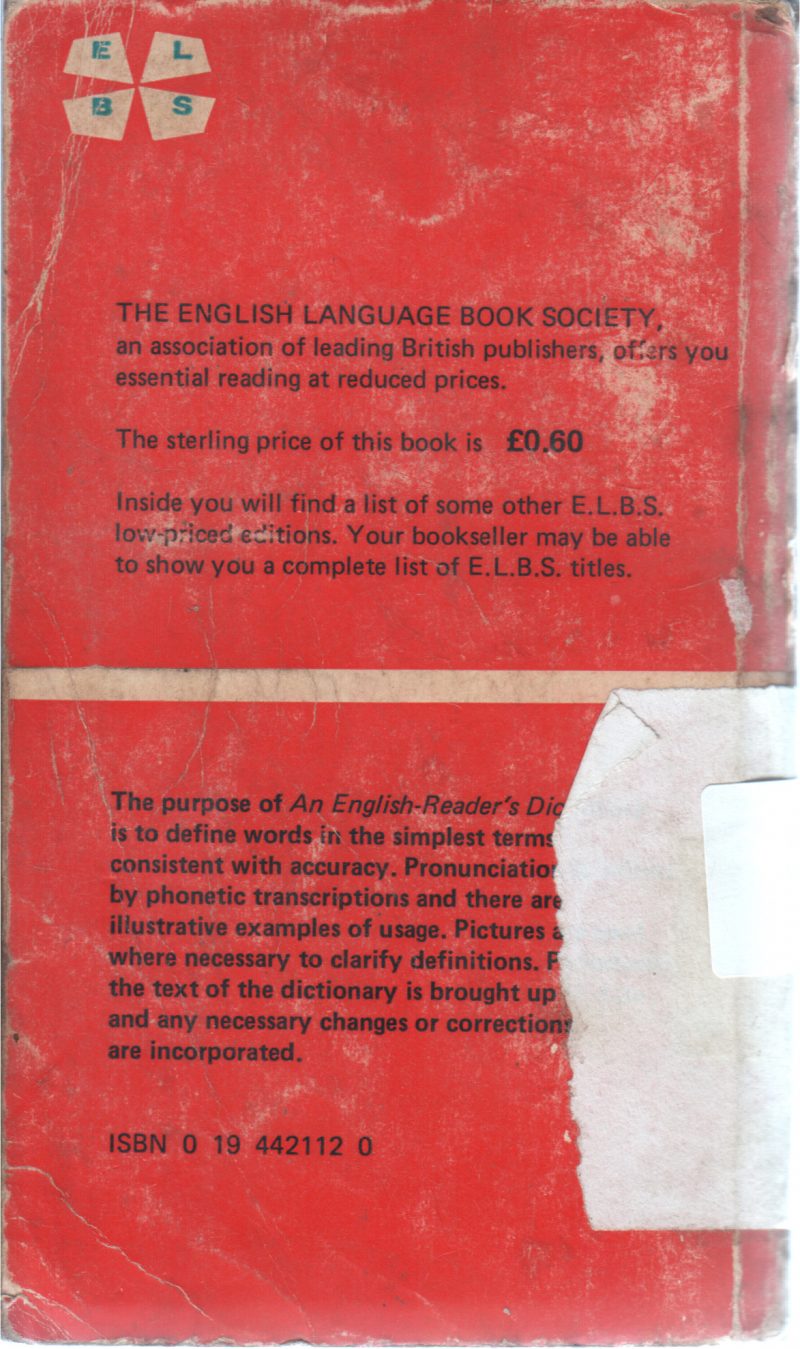 E L
B S
THE ENGLISH LANGUAGE BOOK SOCIETY,
an association of leading British publishers, offers you
essential reading at reduced prices.
The sterling price of this book is £0.60
Inside you will find a list of some other E.L.B.S.
low-priced editions. Your bookseller may be able
to show you a complete list of E.L.B.S. titles.
The purpose of An English-Reader's Dic
is to define words in the simplest terms
consistent with accuracy. Pronunciation
by phonetic transcriptions and there are
illustrative examples of usage. Pictures
where necessary to clarify definitions.
the text of the dictionary is brought up
and any necessary changes or corrections
are incorporated.
ISBN 0 19 442112 0